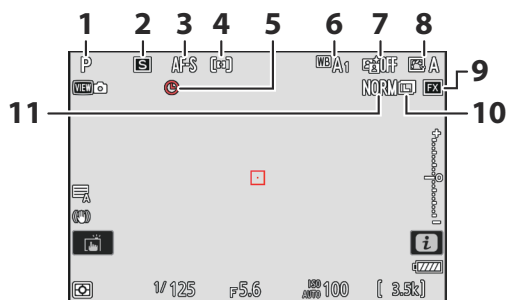 1 2 3 4 5 6 7 8
P S AF-S WB A1 OFF A
VIEW 9
11 NORM L FX 10
+
A
i
1/125 F5.6 ISO AUTO 100 [ 3.5k]